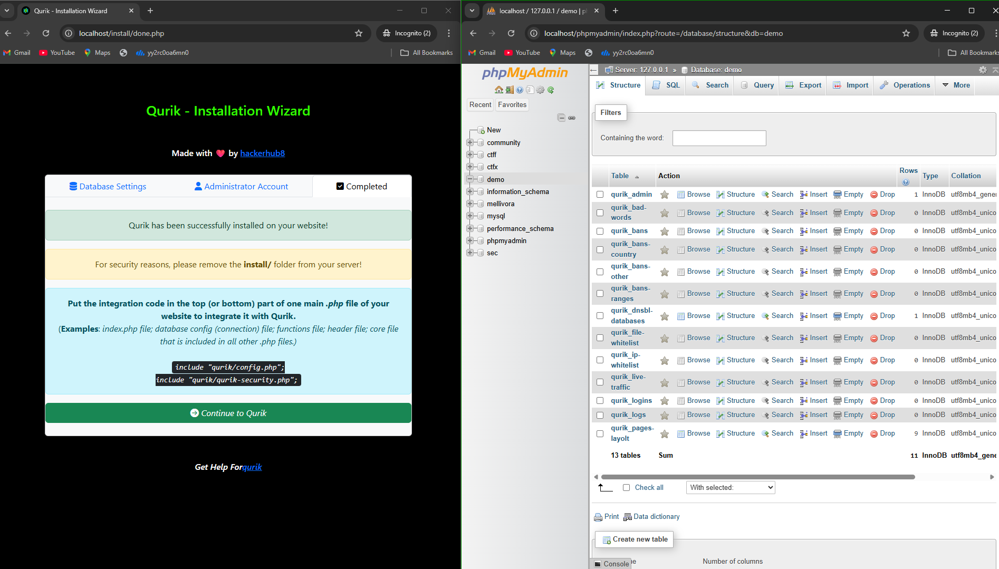 Qurik - Installation Wizard
localhost/install/done.php
Incognito (2)
Gmail
YouTube
Maps
yy2rc0oa6mn0
All Bookmarks
Qurik - Installation Wizard
Made with ❤ by hackerhub8
Database Settings
Administrator Account
Completed
Qurik has been successfully installed on your website!
For security reasons, please remove the install/ folder from your server!
Put the integration code in the top (or bottom) part of one main .php file of your
website to integrate it with Qurik.
(Examples: index.php file; database config (connection) file; functions file; header file; core file
that is included in all other .php files.)
include "qurik/config.php";
include "qurik/qurik-security.php";
Continue to Qurik
Get Help Forqurik
localhost / 127.0.0.1 / demo | p
localhost/phpmyadmin/index.php?route=/database/structure&db=demo
Incognito (2)
Gmail
YouTube
Maps
yy2rc0oa6mn0
All Bookmarks
phpMyAdmin
Recent
Favorites
New
community
ctff
ctfx
demo
information_schema
mellivora
mysql
performance_schema
phpmyadmin
sec
Server: 127.0.0.1 » Database: demo
Structure
SQL
Search
Query
Export
Import
Operations
More
Filters
Containing the word:
Table Action Rows Type Collation
qurik_admin Browse Structure Search Insert Empty Drop 1 InnoDB utf8mb4_gener
qurik_bad-
words Browse Structure Search Insert Empty Drop 0 InnoDB utf8mb4_unico
qurik_bans Browse Structure Search Insert Empty Drop 0 InnoDB utf8mb4_unico
qurik_bans-
country Browse Structure Search Insert Empty Drop 0 InnoDB utf8mb4_unico
qurik_bans-
other Browse Structure Search Insert Empty Drop 0 InnoDB utf8mb4_unico
qurik_bans-
ranges Browse Structure Search Insert Empty Drop 0 InnoDB utf8mb4_unico
qurik_dnsbl-
databases Browse Structure Search Insert Empty Drop 1 InnoDB utf8mb4_unico
qurik_file-
whitelist Browse Structure Search Insert Empty Drop 0 InnoDB utf8mb4_unico
qurik_ip-
whitelist Browse Structure Search Insert Empty Drop 0 InnoDB utf8mb4_unico
qurik_live-
traffic Browse Structure Search Insert Empty Drop 0 InnoDB utf8mb4_unico
qurik_logins Browse Structure Search Insert Empty Drop 0 InnoDB utf8mb4_unico
qurik_logs Browse Structure Search Insert Empty Drop 0 InnoDB utf8mb4_unico
qurik_pages-
layolt Browse Structure Search Insert Empty Drop 9 InnoDB utf8mb4_unico
13 tables Sum 11 InnoDB utf8mb4_gene
Check all
With selected:
Print
Data dictionary
Create new table
Number of columns
Console